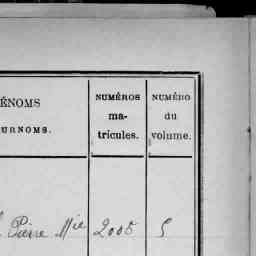 ÉNOMS
URNOMS.
NUMÉROS
ma-
tricules.
NUMÉRO
du
volume.
Pierre Mie 2005 5